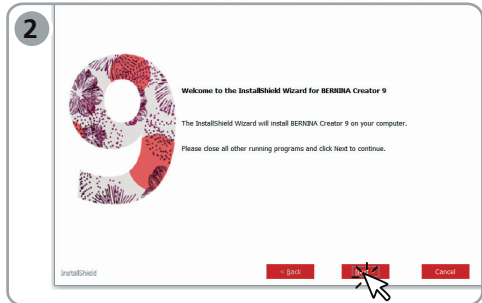 2
9
Welcome to the InstallShield Wizard for BERNINA Creator 9
The InstallShield Wizard will install BERNINA Creator 9 on your computer.
Please close all other running programs and click Next to continue.
InstallShield
< Back
Cancel